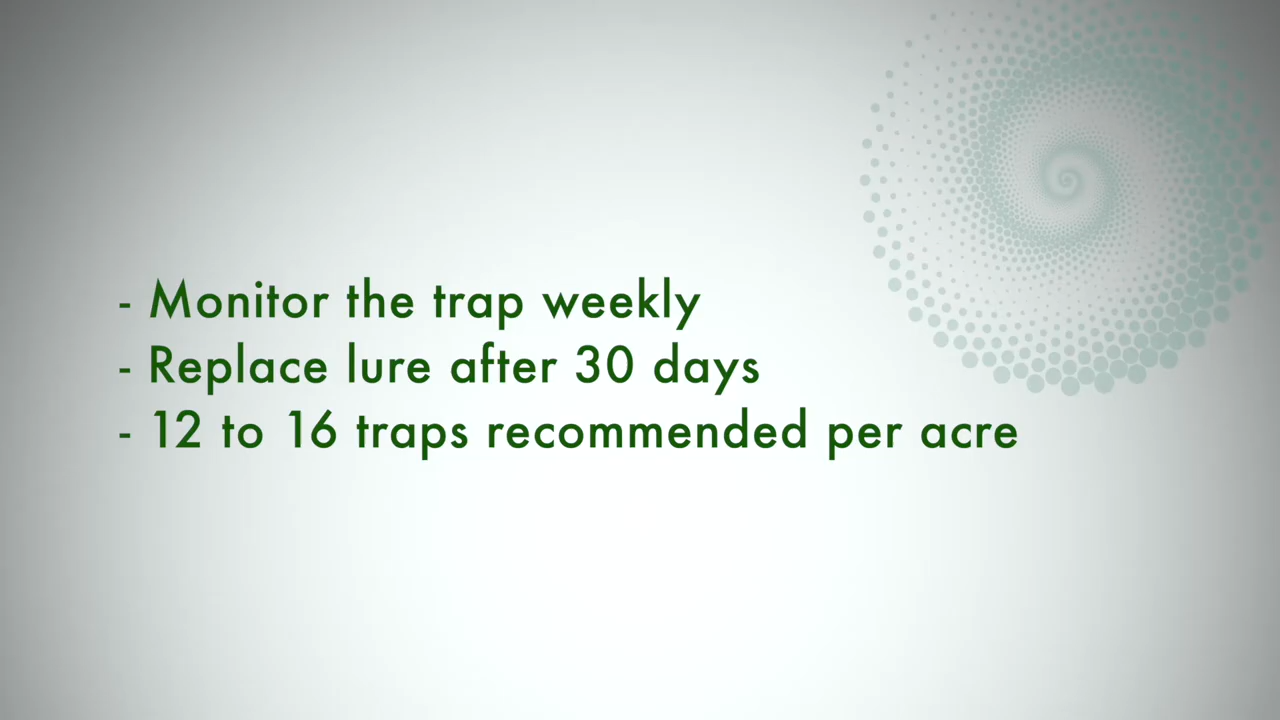 - Monitor the trap weekly
- Replace lure after 30 days
- 12 to 16 traps recommended per acre